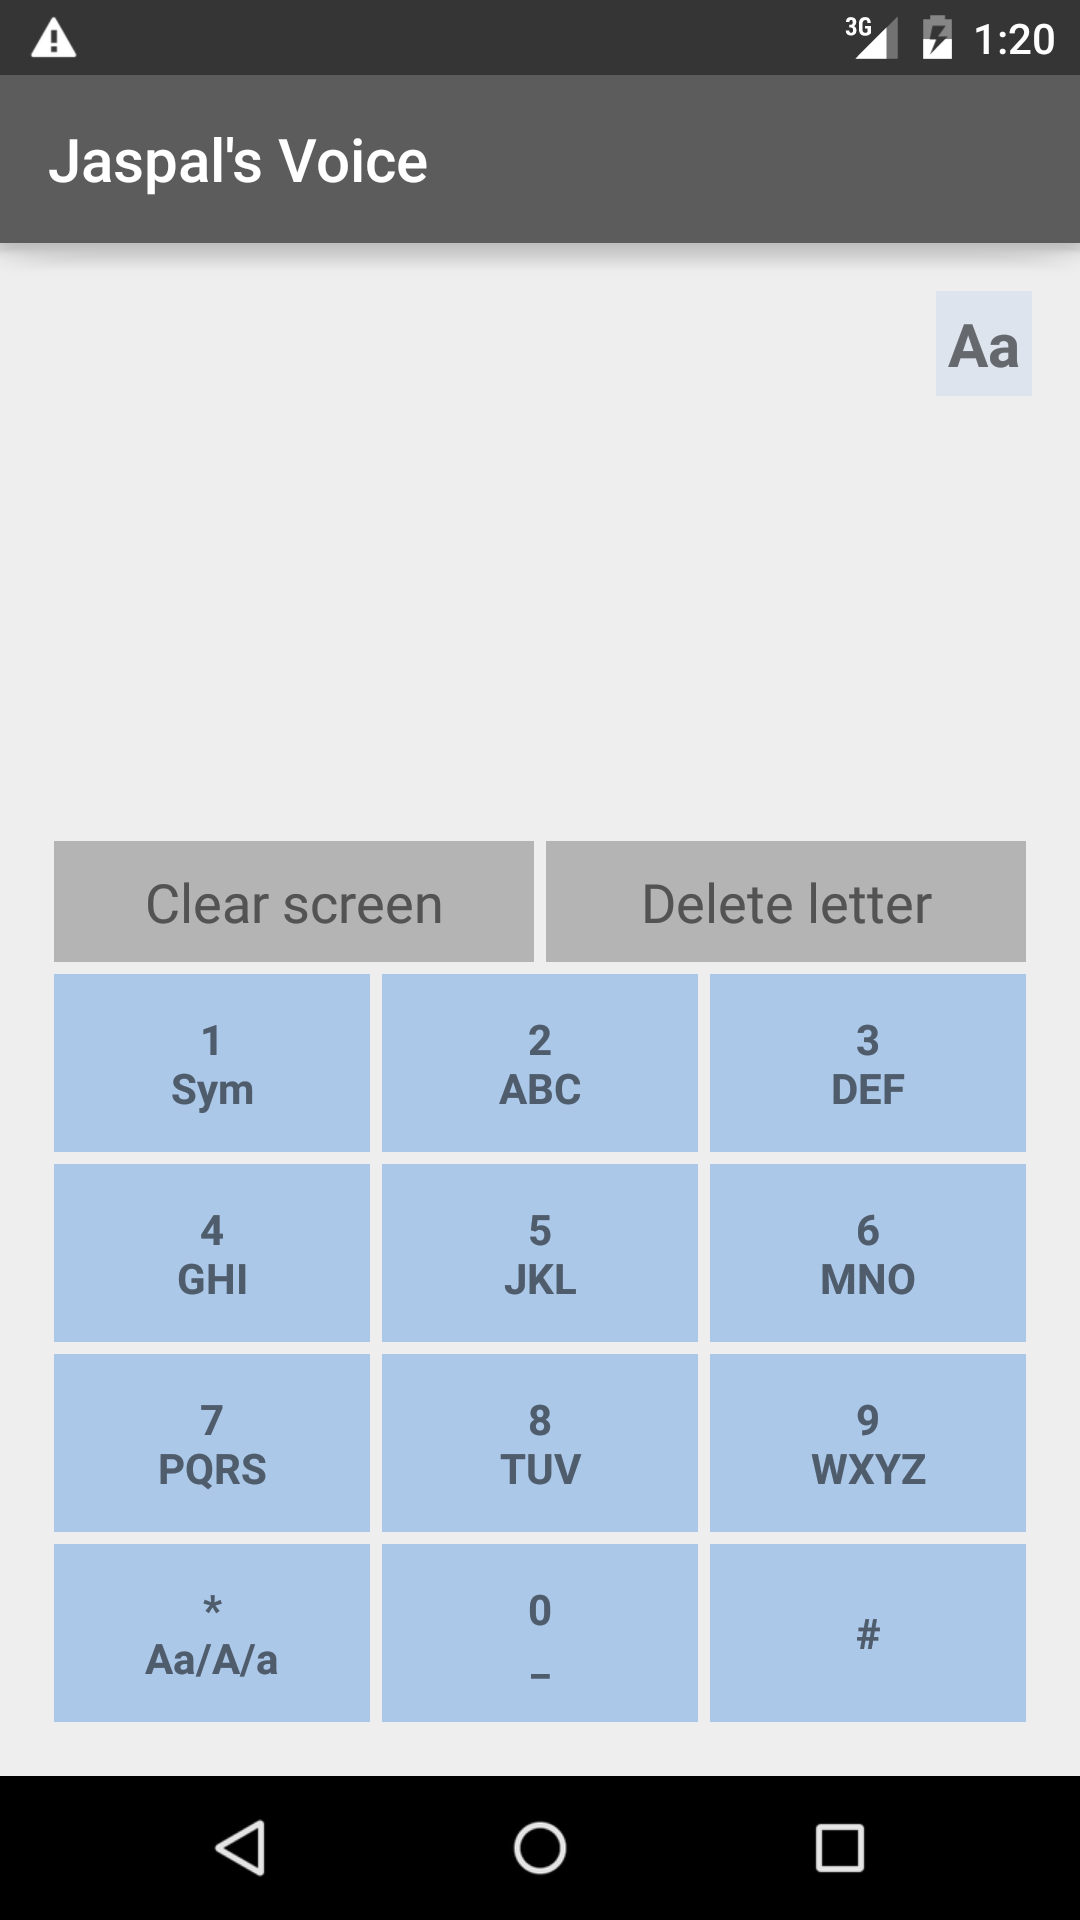 3G 1:20
Jaspal's Voice
Aa
Clear screen Delete letter
1 2 3
Sym ABC DEF
4 5 6
GHI JKL MNO
7 8 9
PQRS TUV WXYZ
* 0 #
Aa/A/a _